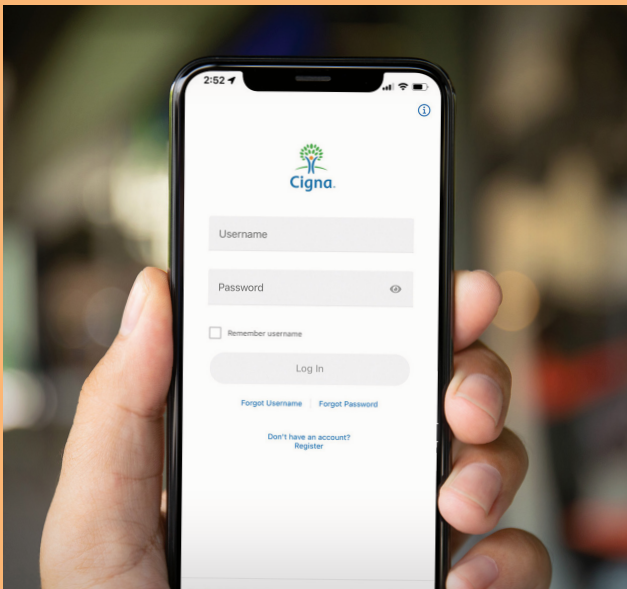 2:52
Cigna.
Username
Password
Remember username
Log In
Forgot Username | Forgot Password
Don't have an account?
Register